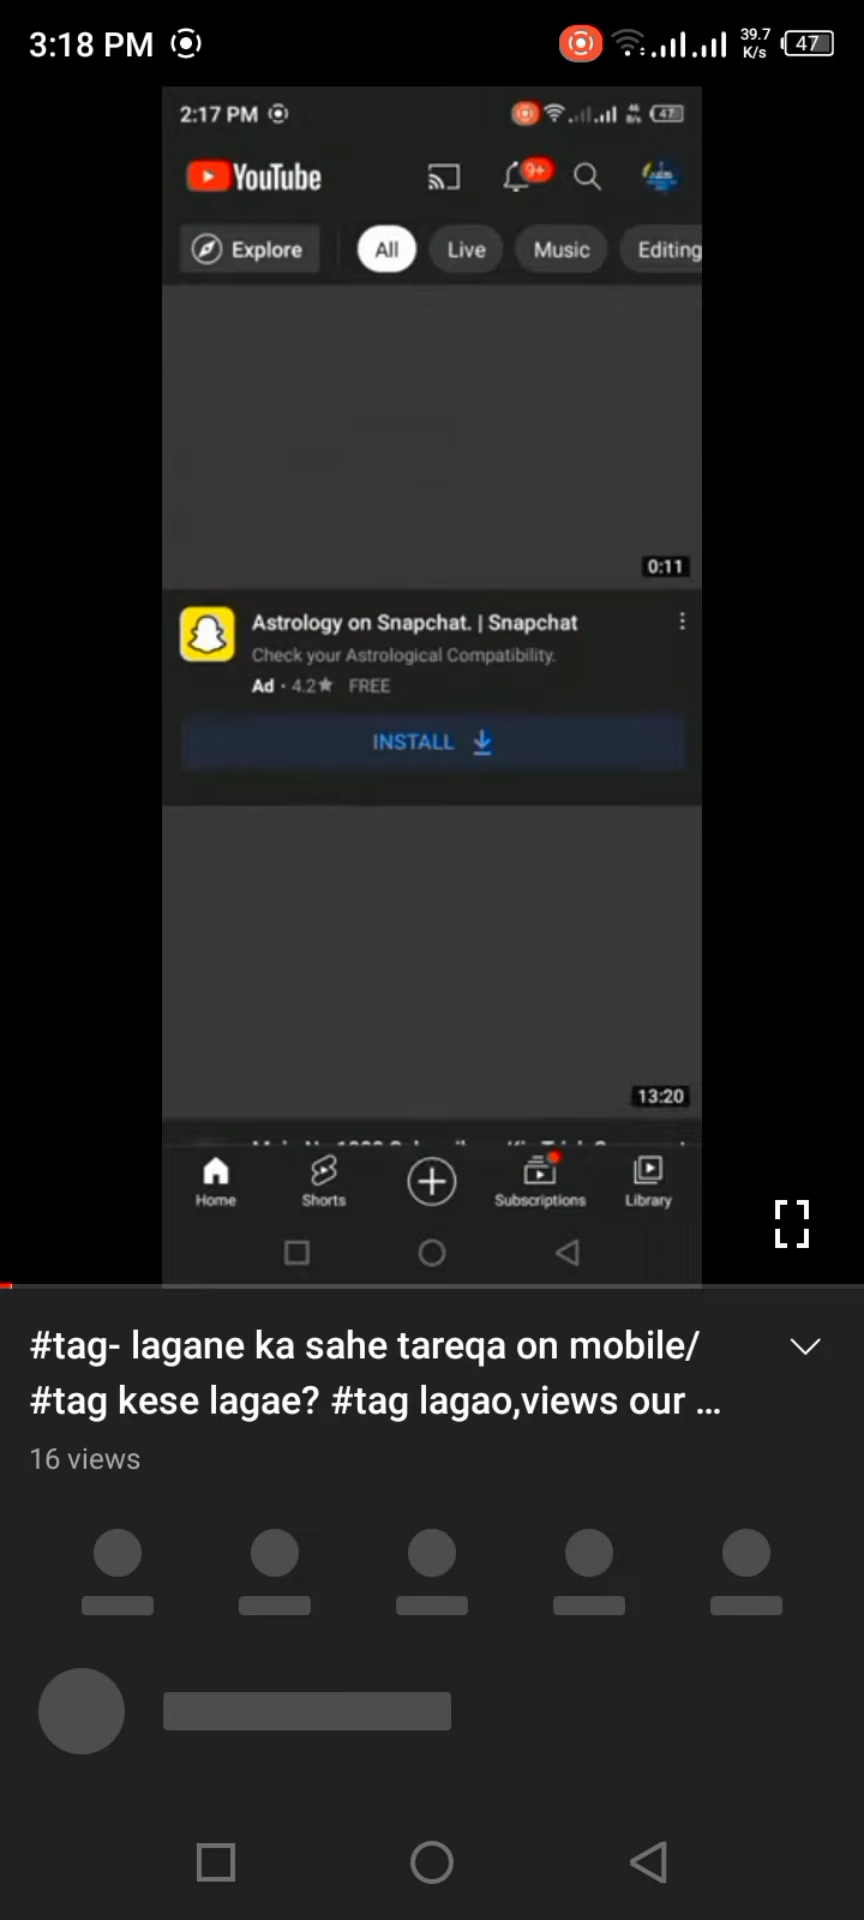 3:18 PM
39.7
K/s
47
2:17 PM
47
YouTube
9+
Explore
All
Live
Music
Editing
0:11
Astrology on Snapchat. | Snapchat
Check your Astrological Compatibility.
Ad · 4.2★ FREE
INSTALL
13:20
Home
Shorts
Subscriptions
Library
#tag- lagane ka sahe tareqa on mobile/
#tag kese lagae? #tag lagao,views our ...
16 views